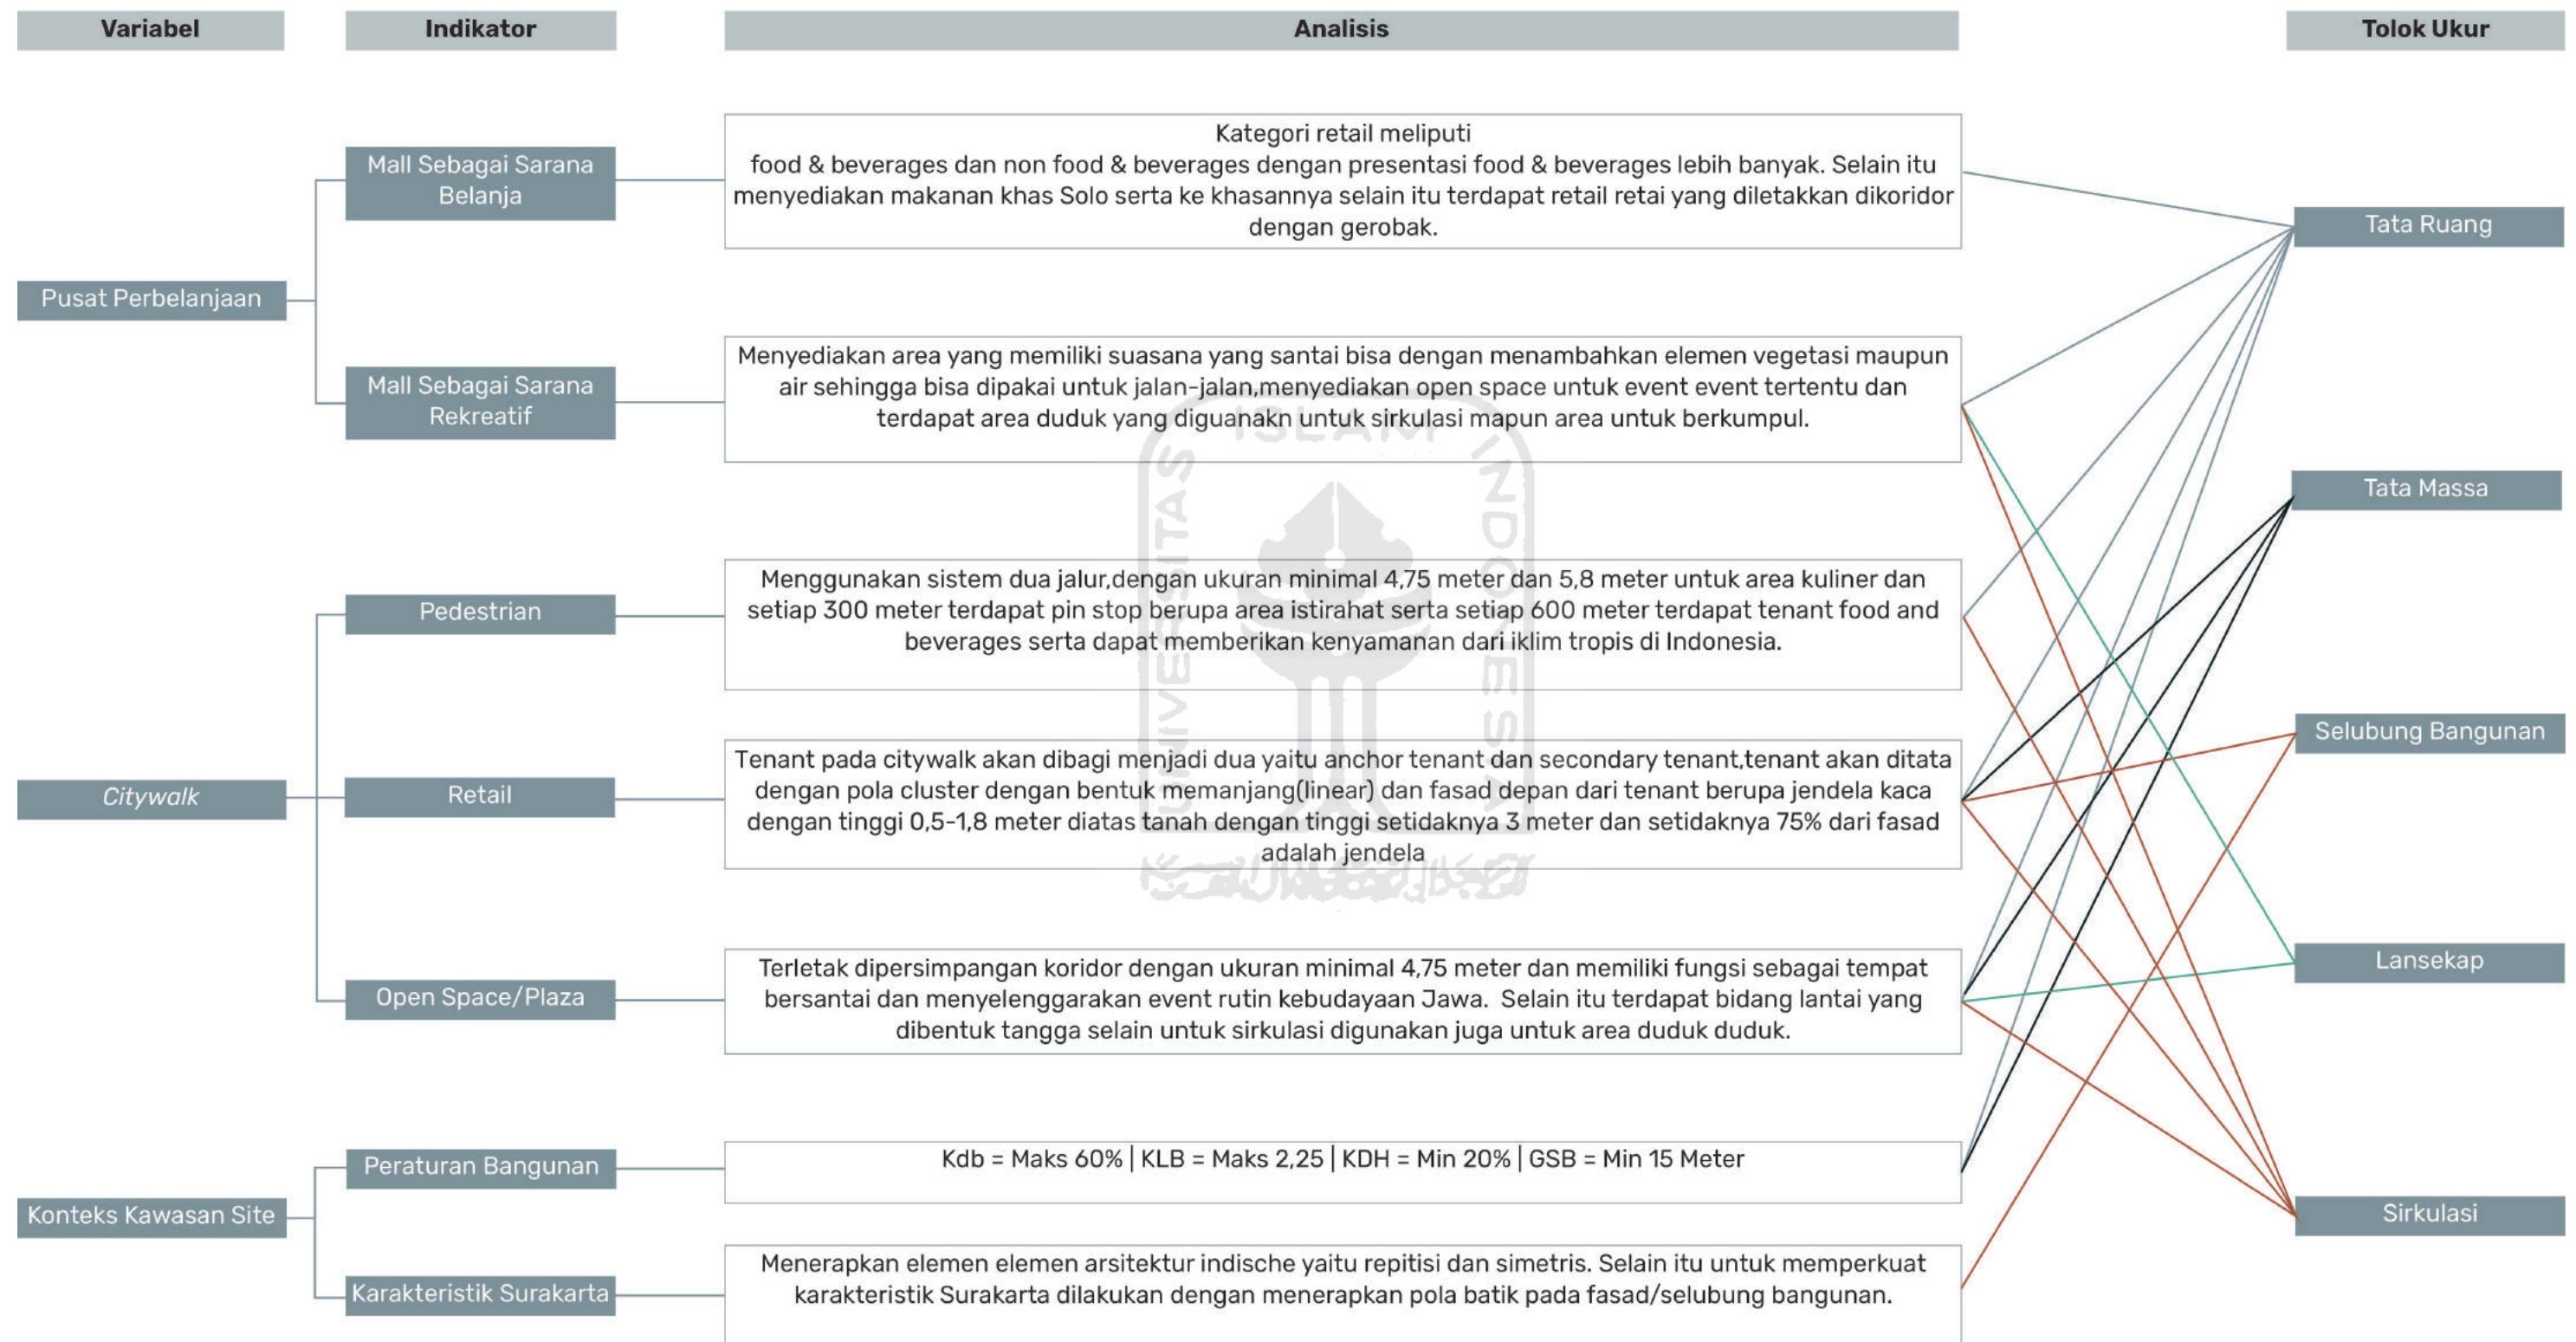 Variabel
Indikator
Analisis
Tolok Ukur
Pusat Perbelanjaan
Mall Sebagai Sarana
Belanja
Kategori retail meliputi
food & beverages dan non food & beverages dengan presentasi food & beverages lebih banyak. Selain itu
menyediakan makanan khas Solo serta ke khasannya selain itu terdapat retail retai yang diletakkan dikoridor
dengan gerobak.
Mall Sebagai Sarana
Rekreatif
Menyediakan area yang memiliki suasana yang santai bisa dengan menambahkan elemen vegetasi maupun
air sehingga bisa dipakai untuk jalan-jalan,menyediakan open space untuk event event tertentu dan
terdapat area duduk yang diguanakn untuk sirkulasi mapun area untuk berkumpul.
Citywalk
Pedestrian
Menggunakan sistem dua jalur,dengan ukuran minimal 4,75 meter dan 5,8 meter untuk area kuliner dan
setiap 300 meter terdapat pin stop berupa area istirahat serta setiap 600 meter terdapat tenant food and
beverages serta dapat memberikan kenyamanan dari iklim tropis di Indonesia.
Retail
Tenant pada citywalk akan dibagi menjadi dua yaitu anchor tenant dan secondary tenant,tenant akan ditata
dengan pola cluster dengan bentuk memanjang(linear) dan fasad depan dari tenant berupa jendela kaca
dengan tinggi 0,5-1,8 meter diatas tanah dengan tinggi setidaknya 3 meter dan setidaknya 75% dari fasad
adalah jendela
Open Space/Plaza
Terletak dipersimpangan koridor dengan ukuran minimal 4,75 meter dan memiliki fungsi sebagai tempat
bersantai dan menyelenggarakan event rutin kebudayaan Jawa. Selain itu terdapat bidang lantai yang
dibentuk tangga selain untuk sirkulasi digunakan juga untuk area duduk duduk.
Konteks Kawasan Site
Peraturan Bangunan
Kdb = Maks 60% | KLB = Maks 2,25 | KDH = Min 20% | GSB = Min 15 Meter
Karakteristik Surakarta
Menerapkan elemen elemen arsitektur indische yaitu repitisi dan simetris. Selain itu untuk memperkuat
karakteristik Surakarta dilakukan dengan menerapkan pola batik pada fasad/selubung bangunan.
Tata Ruang
Tata Massa
Selubung Bangunan
Lansekap
Sirkulasi
UNIVERSITAS
ISLAM
INDONESIA